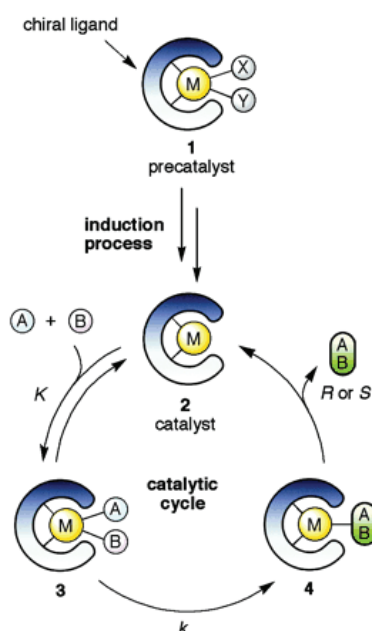 chiral ligand
M
X
Y
1
precatalyst
induction
process
A + B
M
2
catalyst
A
B
R or S
K
catalytic
cycle
M
A
B
3
M
A
B
4
k